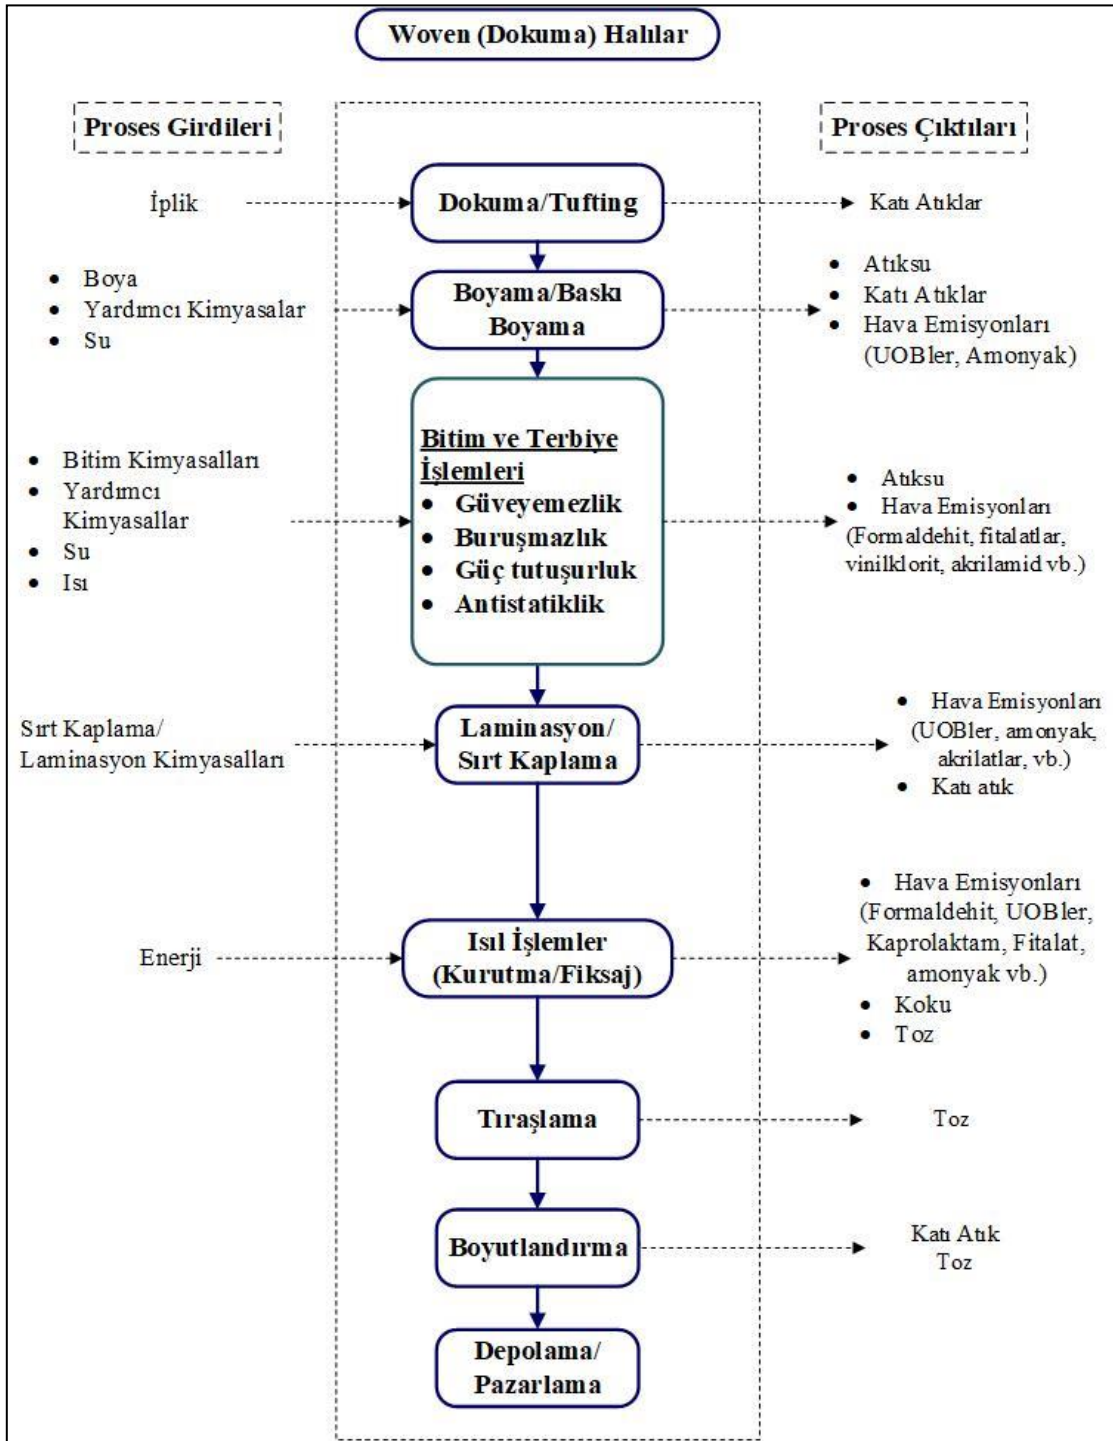 Woven (Dokuma) Halılar
Proses Girdileri
Proses Çıktıları
İplik
Dokuma/Tufting
Katı Atıklar
• Boya
• Yardımcı Kimyasalar
• Su
Boyama/Baskı
Boyama
• Atıksu
• Katı Atıklar
• Hava Emisyonları
(UOBler, Amonyak)
• Bitim Kimyasalları
• Yardımcı
Kimyasallar
• Su
• Isı
Bitim ve Terbiye
İşlemleri
• Güveyemezlik
• Buruşmazlık
• Güç tutuşurluk
• Antistatiklik
• Atıksu
• Hava Emisyonları
(Formaldehit, fitalatlar,
vinilklorit, akrilamid vb.)
Sırt Kaplama/
Laminasyon Kimyasalları
Laminasyon/
Sırt Kaplama
• Hava Emisyonları
(UOBler, amonyak,
akrilatlar, vb.)
• Katı atık
Enerji
Isıl İşlemler
(Kurutma/Fiksaj)
• Hava Emisyonları
(Formaldehit, UOBler,
Kaprolaktam, Fitalat,
amonyak vb.)
• Koku
• Toz
Tıraşlama
Toz
Boyutlandırma
Katı Atık
Toz
Depolama/
Pazarlama